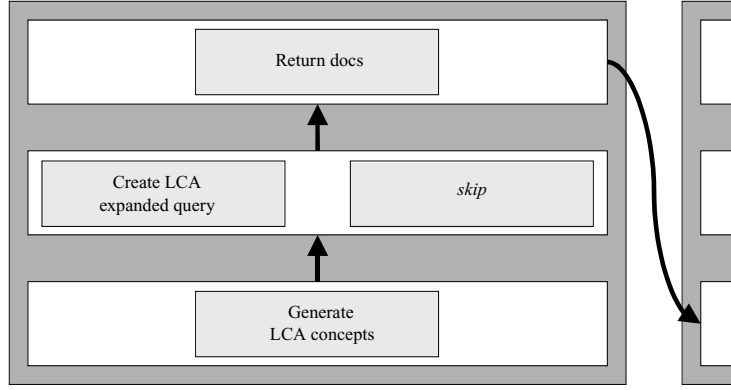 Return docs
Create LCA
expanded query
skip
Generate
LCA concepts